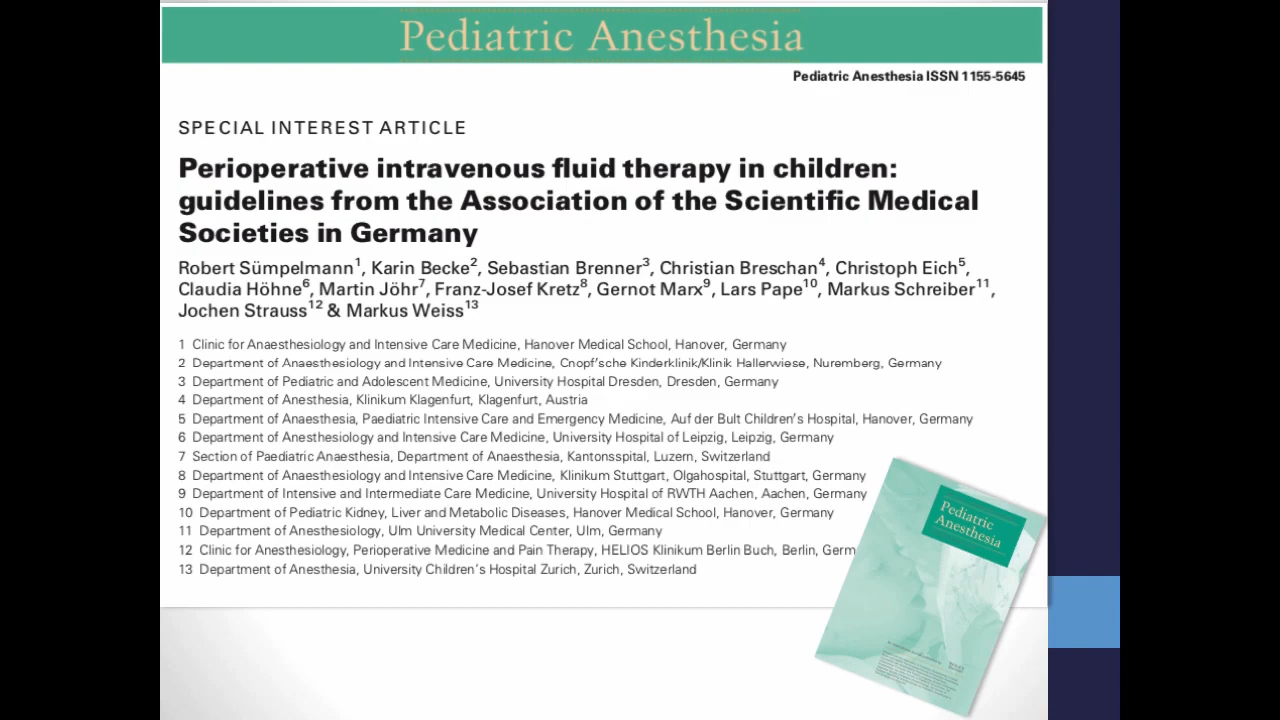 Pediatric Anesthesia
Pediatric Anesthesia ISSN 1155-5645
SPECIAL INTEREST ARTICLE
Perioperative intravenous fluid therapy in children:
guidelines from the Association of the Scientific Medical
Societies in Germany
Robert Sümpelmann1, Karin Becke2, Sebastian Brenner3, Christian Breschan4, Christoph Eich5,
Claudia Höhne6, Martin Jöhr7, Franz-Josef Kretz8, Gernot Marx9, Lars Pape10, Markus Schreiber11,
Jochen Strauss12 & Markus Weiss13
1 Clinic for Anaesthesiology and Intensive Care Medicine, Hanover Medical School, Hanover, Germany
2 Department of Anaesthesiology and Intensive Care Medicine, Cnopf'sche Kinderklinik/Klinik Hallerwiese, Nuremberg, Germany
3 Department of Pediatric and Adolescent Medicine, University Hospital Dresden, Dresden, Germany
4 Department of Anesthesia, Klinikum Klagenfurt, Klagenfurt, Austria
5 Department of Anaesthesia, Paediatric Intensive Care and Emergency Medicine, Auf der Bult Children's Hospital, Hanover, Germany
6 Department of Anesthesiology and Intensive Care Medicine, University Hospital of Leipzig, Leipzig, Germany
7 Section of Paediatric Anaesthesia, Department of Anaesthesia, Kantonsspital, Luzern, Switzerland
8 Department of Anaesthesiology and Intensive Care Medicine, Klinikum Stuttgart, Olgahospital, Stuttgart, Germany
9 Department of Intensive and Intermediate Care Medicine, University Hospital of RWTH Aachen, Aachen, Germany
10 Department of Pediatric Kidney, Liver and Metabolic Diseases, Hanover Medical School, Hanover, Germany
11 Department of Anesthesiology, Ulm University Medical Center, Ulm, Germany
12 Clinic for Anesthesiology, Perioperative Medicine and Pain Therapy, HELIOS Klinikum Berlin Buch, Berlin, Germ
13 Department of Anesthesia, University Children's Hospital Zurich, Zurich, Switzerland
Pediatric
Anesthesia